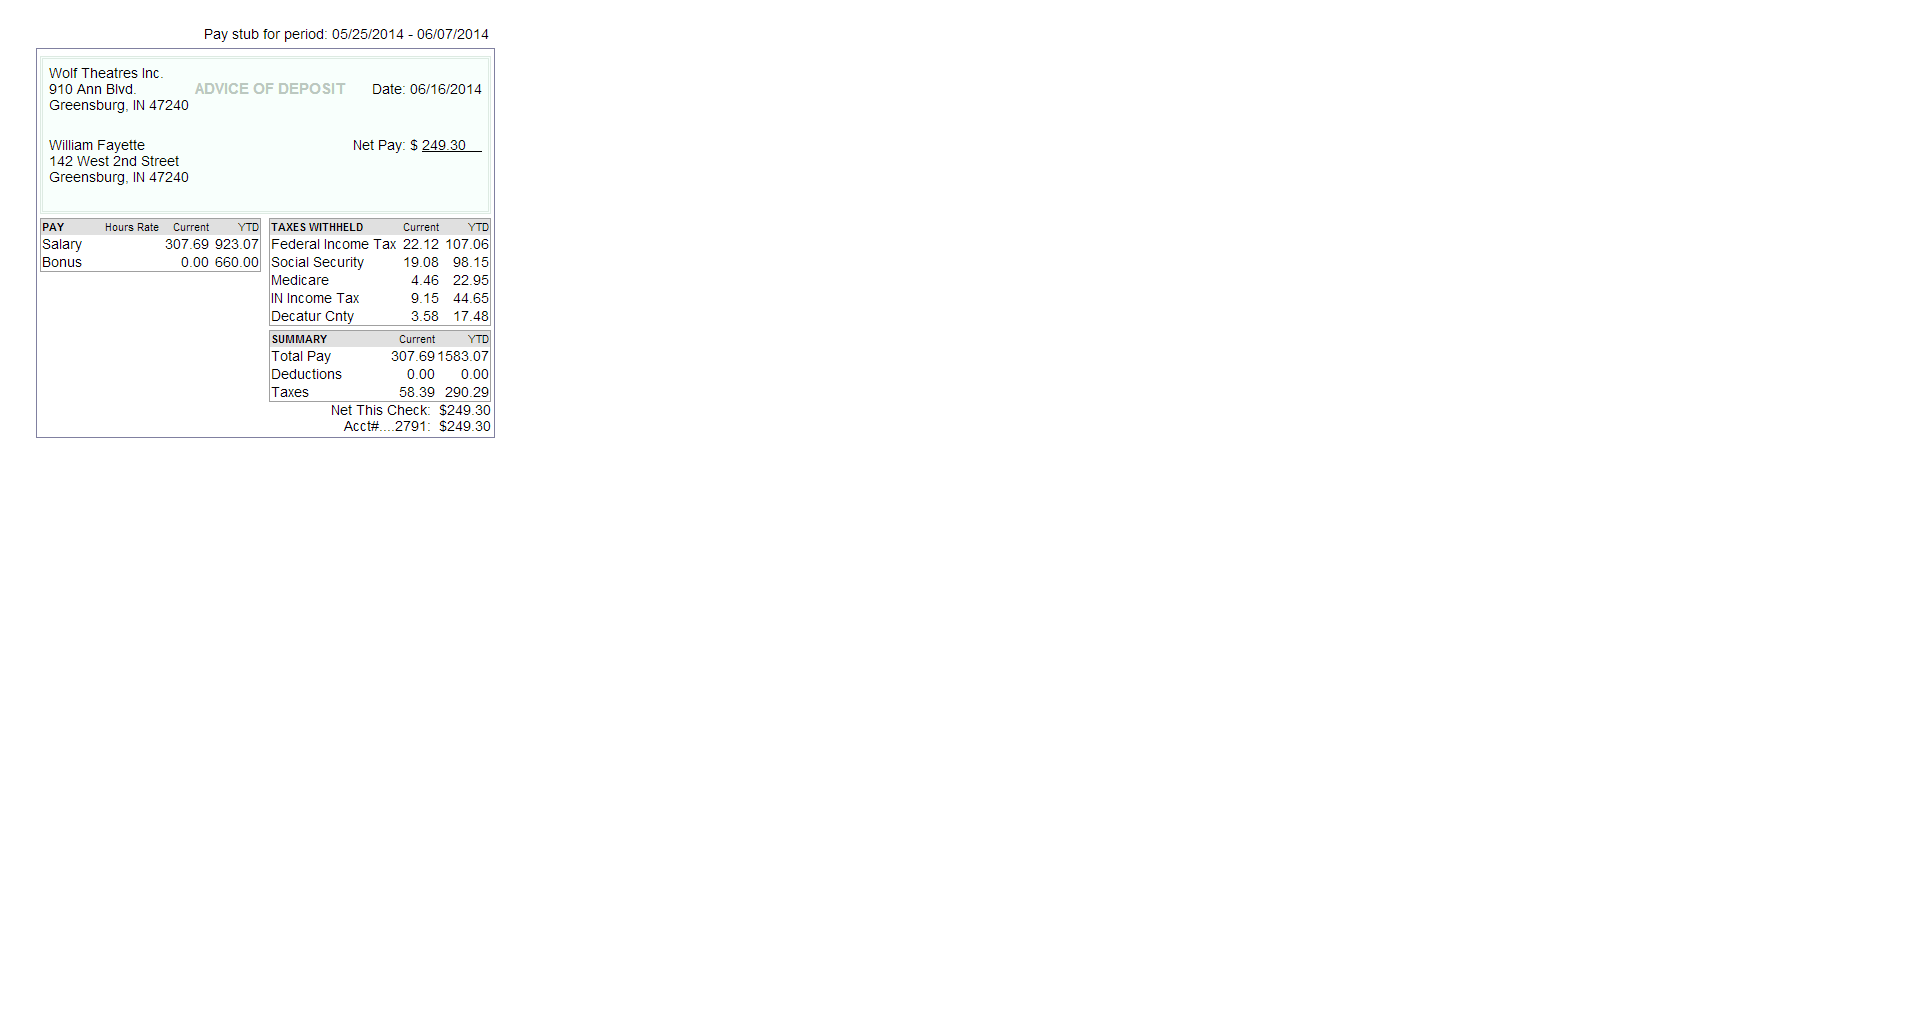 Pay stub for period: 05/25/2014 - 06/07/2014
Wolf Theatres Inc.
910 Ann Blvd. ADVICE OF DEPOSIT Date: 06/16/2014
Greensburg, IN 47240
William Fayette Net Pay: $ 249.30
142 West 2nd Street
Greensburg, IN 47240
PAY Hours Rate Current YTD
Salary 307.69 923.07
Bonus 0.00 660.00
TAXES WITHHELD Current YTD
Federal Income Tax 22.12 107.06
Social Security 19.08 98.15
Medicare 4.46 22.95
IN Income Tax 9.15 44.65
Decatur Cnty 3.58 17.48
SUMMARY Current YTD
Total Pay 307.69 1583.07
Deductions 0.00 0.00
Taxes 58.39 290.29
Net This Check: $249.30
Acct#....2791: $249.30